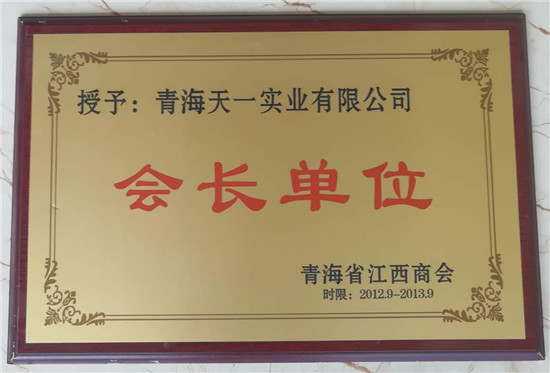 授予：青海天一实业有限公司
会长单位
青海省江西商会
时限：2012.9-2013.9